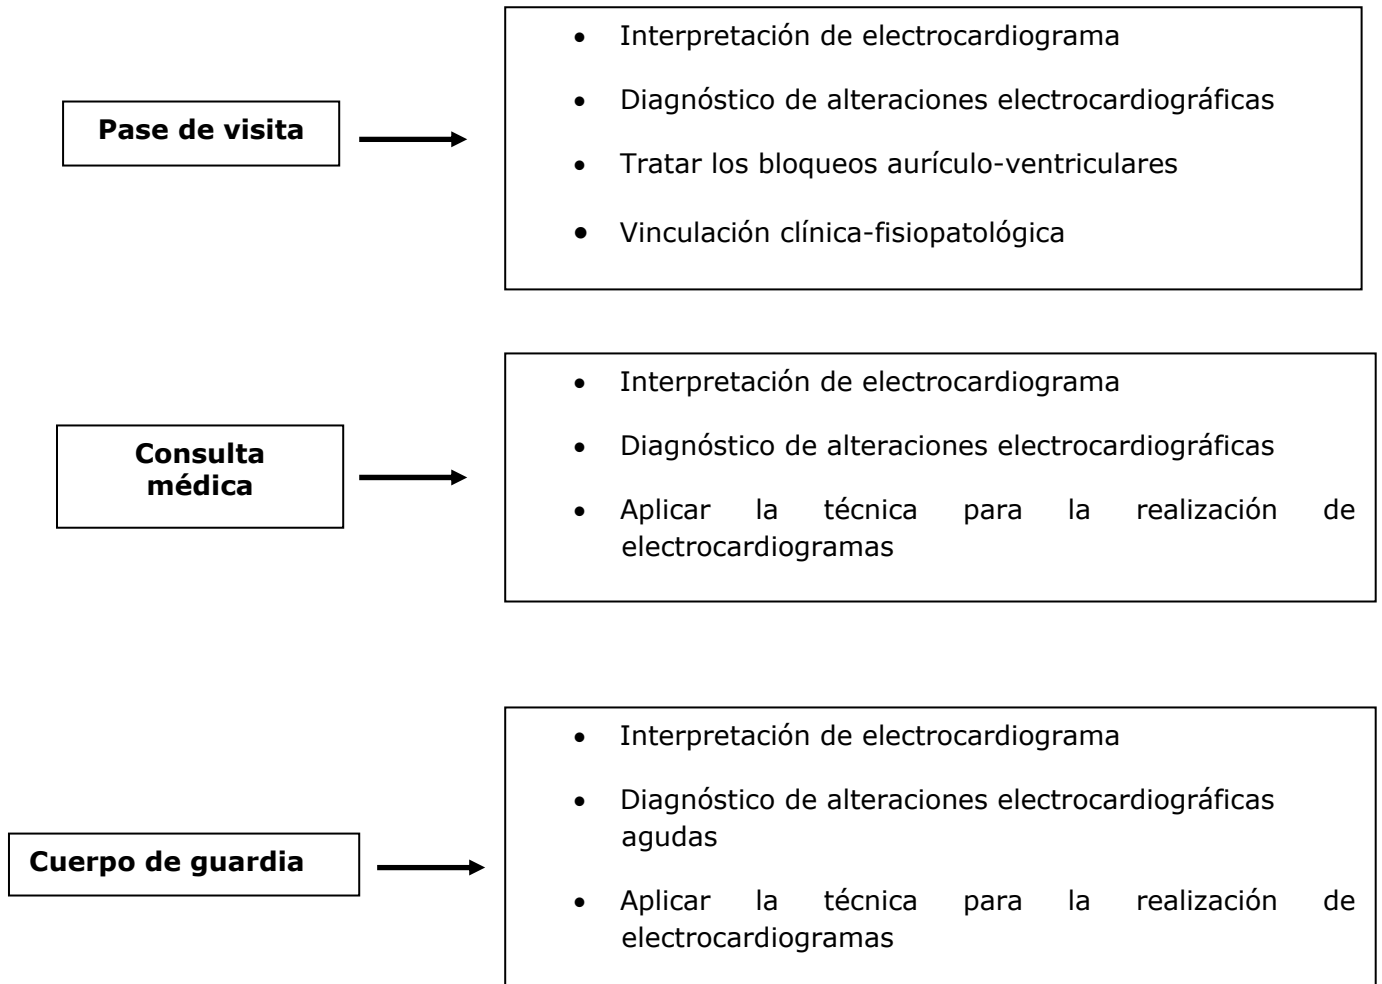 Pase de visita
• Interpretación de electrocardiograma
• Diagnóstico de alteraciones electrocardiográficas
• Tratar los bloqueos aurículo-ventriculares
• Vinculación clínica-fisiopatológica
Consulta
médica
• Interpretación de electrocardiograma
• Diagnóstico de alteraciones electrocardiográficas
• Aplicar la técnica para la realización de
electrocardiogramas
Cuerpo de guardia
• Interpretación de electrocardiograma
• Diagnóstico de alteraciones electrocardiográficas
agudas
• Aplicar la técnica para la realización de
electrocardiogramas